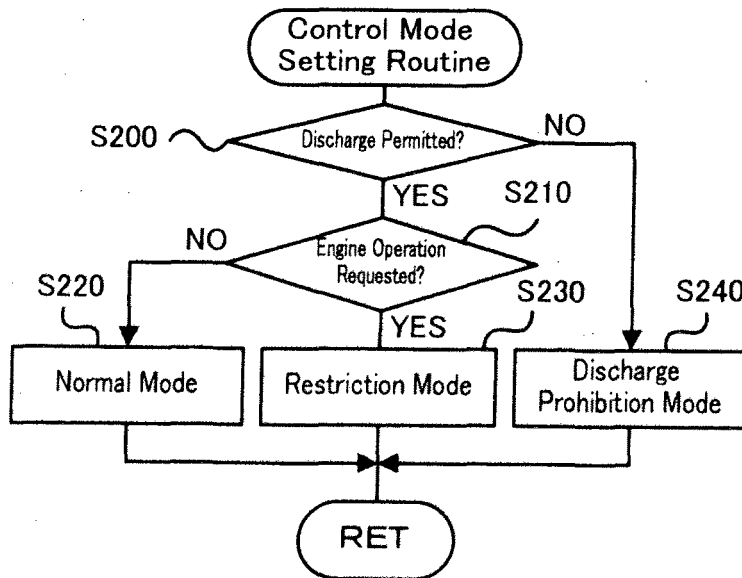 Control Mode
Setting Routine
S200
Discharge Permitted?
NO
YES
S210
NO
Engine Operation
Requested?
S220
YES
S230
S240
Normal Mode
Restriction Mode
Discharge
Prohibition Mode
RET